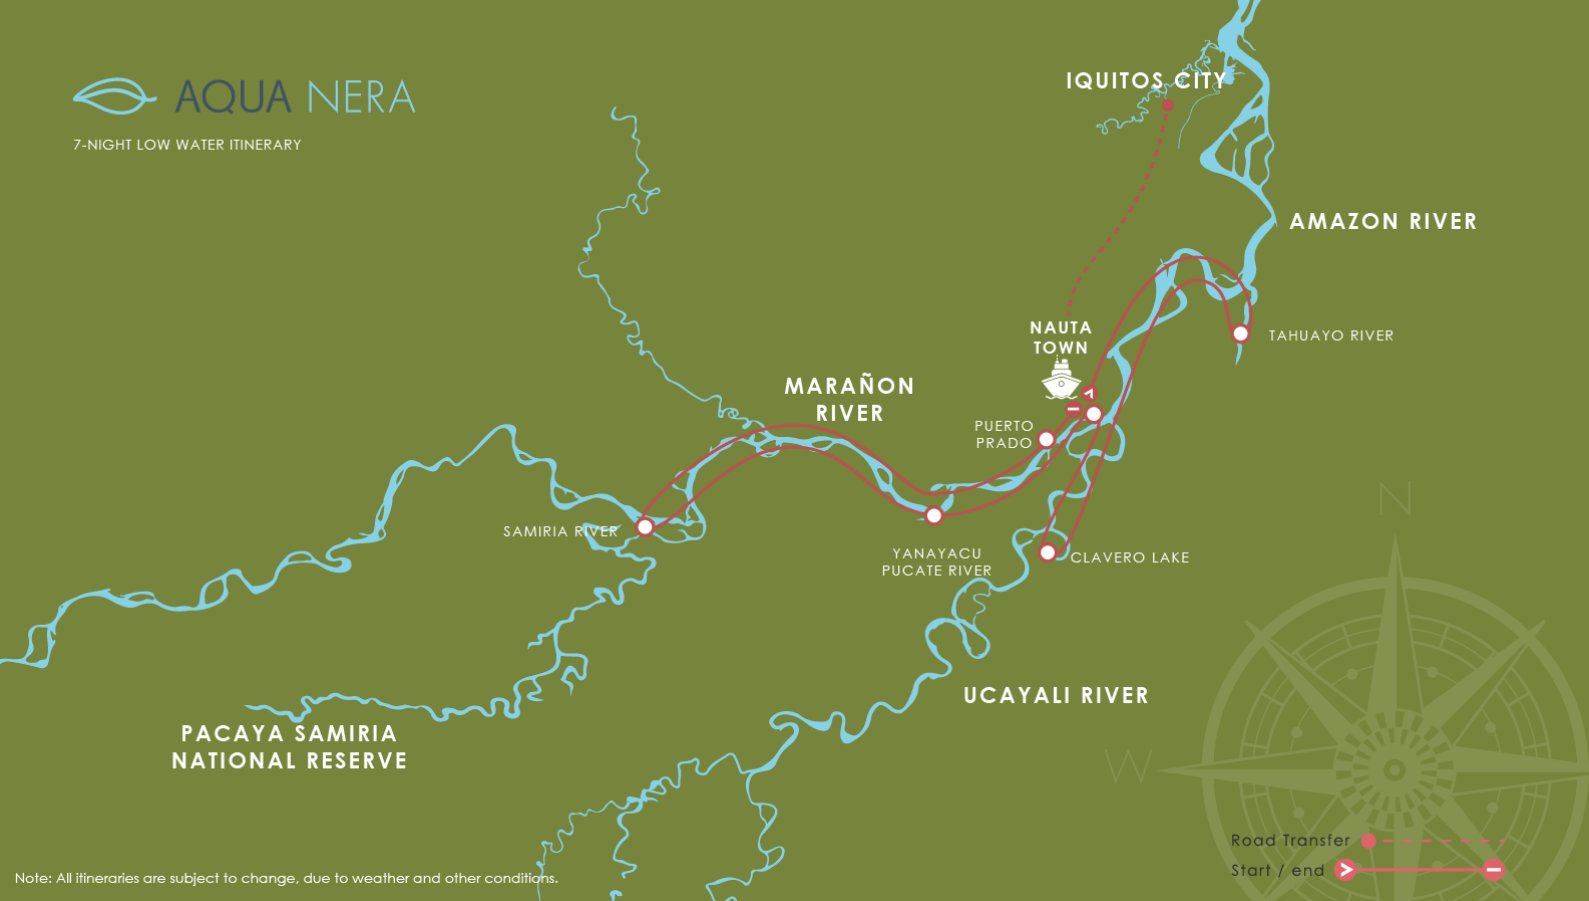 AQUA NERA
7-NIGHT LOW WATER ITINERARY
IQUITOS CITY
AMAZON RIVER
NAUTA
TOWN
TAHUAYO RIVER
MARAÑON
RIVER
PUERTO
PRADO
SAMIRIA RIVER
YANAYACU
PUCATE RIVER
CLAVERO LAKE
UCAYALI RIVER
PACAYA SAMIRIA
NATIONAL RESERVE
N
W
Road Transfer
Start / end
Note: All itineraries are subject to change, due to weather and other conditions.